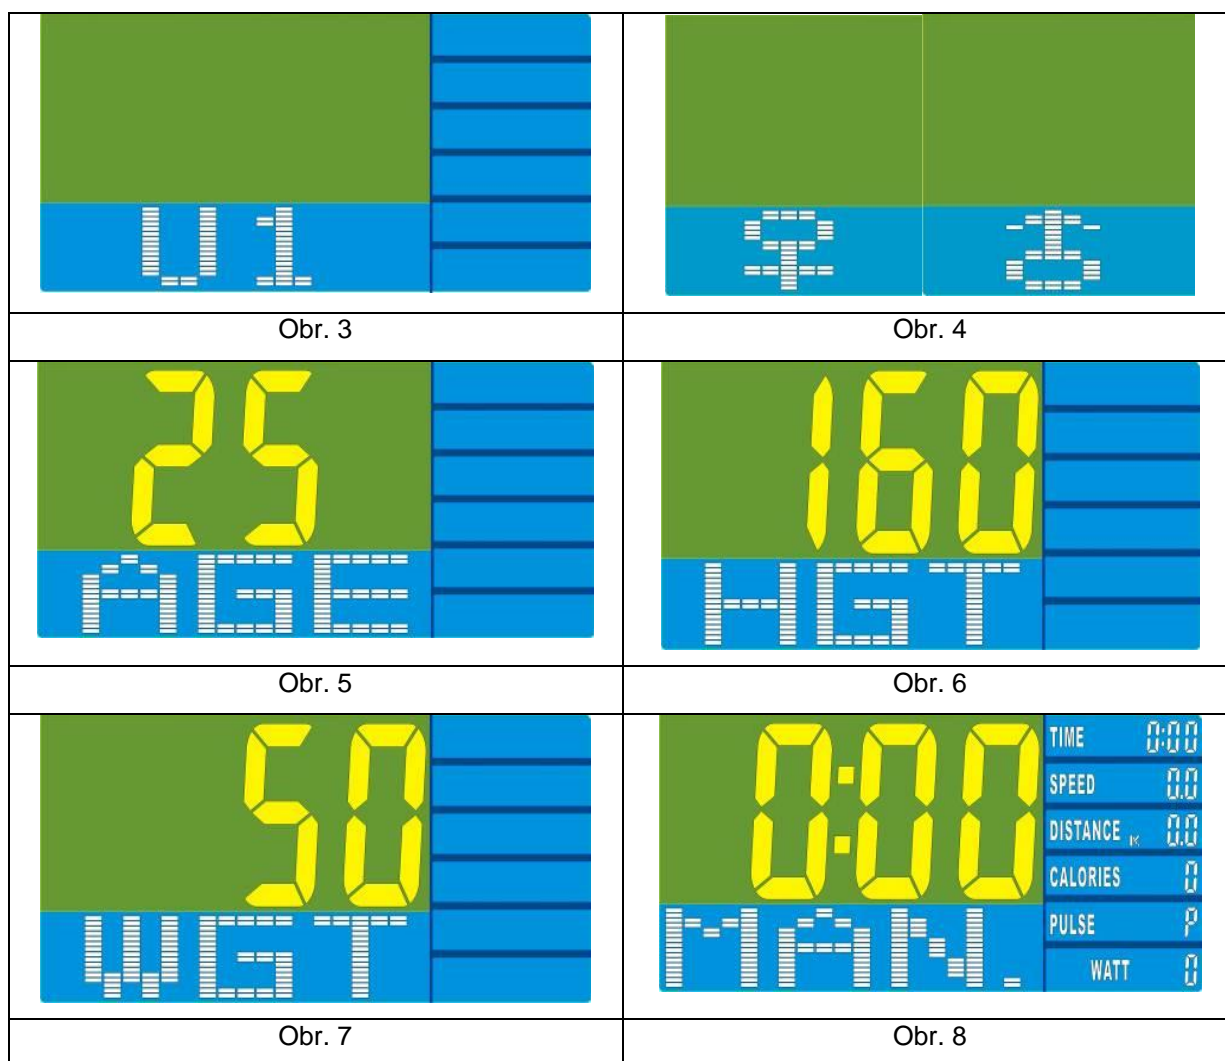 U1
♀ ♂
Obr. 3
Obr. 4
25
AGE
160
HGT
Obr. 5
Obr. 6
50
WGT
0:00
MAN.
TIME 0:00
SPEED 0.0
DISTANCE K 0.0
CALORIES 0
PULSE P
WATT 0
Obr. 7
Obr. 8